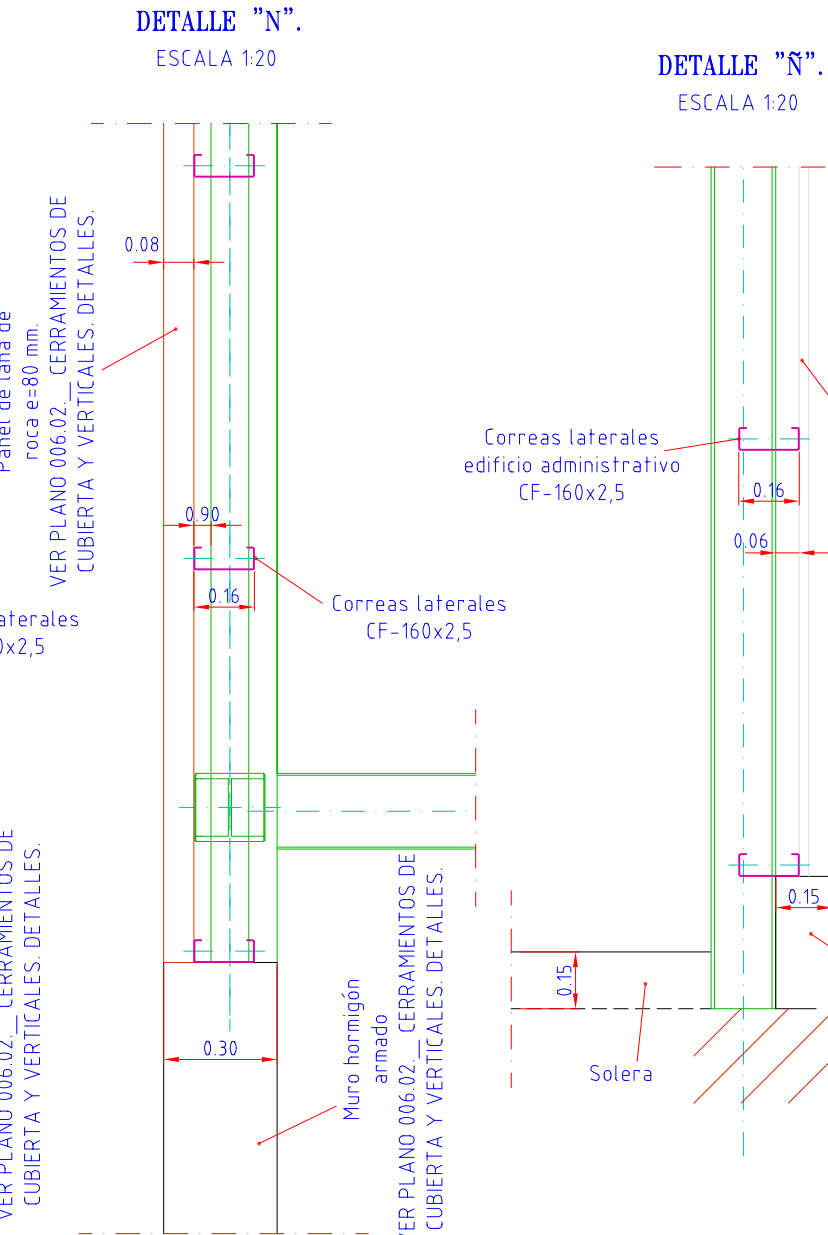 DETALLE "N".
ESCALA 1:20
DETALLE "Ñ".
ESCALA 1:20
0.08
Panel de lana de
roca e=80 mm.
VER PLANO 006.02._ CERRAMIENTOS DE
CUBIERTA Y VERTICALES. DETALLES.
Correas laterales
edificio administrativo
CF-160x2,5
0.16
0.90
0.06
0.16
Correas laterales
CF-160x2,5
aterales
0x2,5
VER PLANO 006.02._ CERRAMIENTOS DE
CUBIERTA Y VERTICALES. DETALLES.
0.15
0.15
Solera
0.30
Muro hormigón
armado
VER PLANO 006.02._ CERRAMIENTOS DE
CUBIERTA Y VERTICALES. DETALLES.